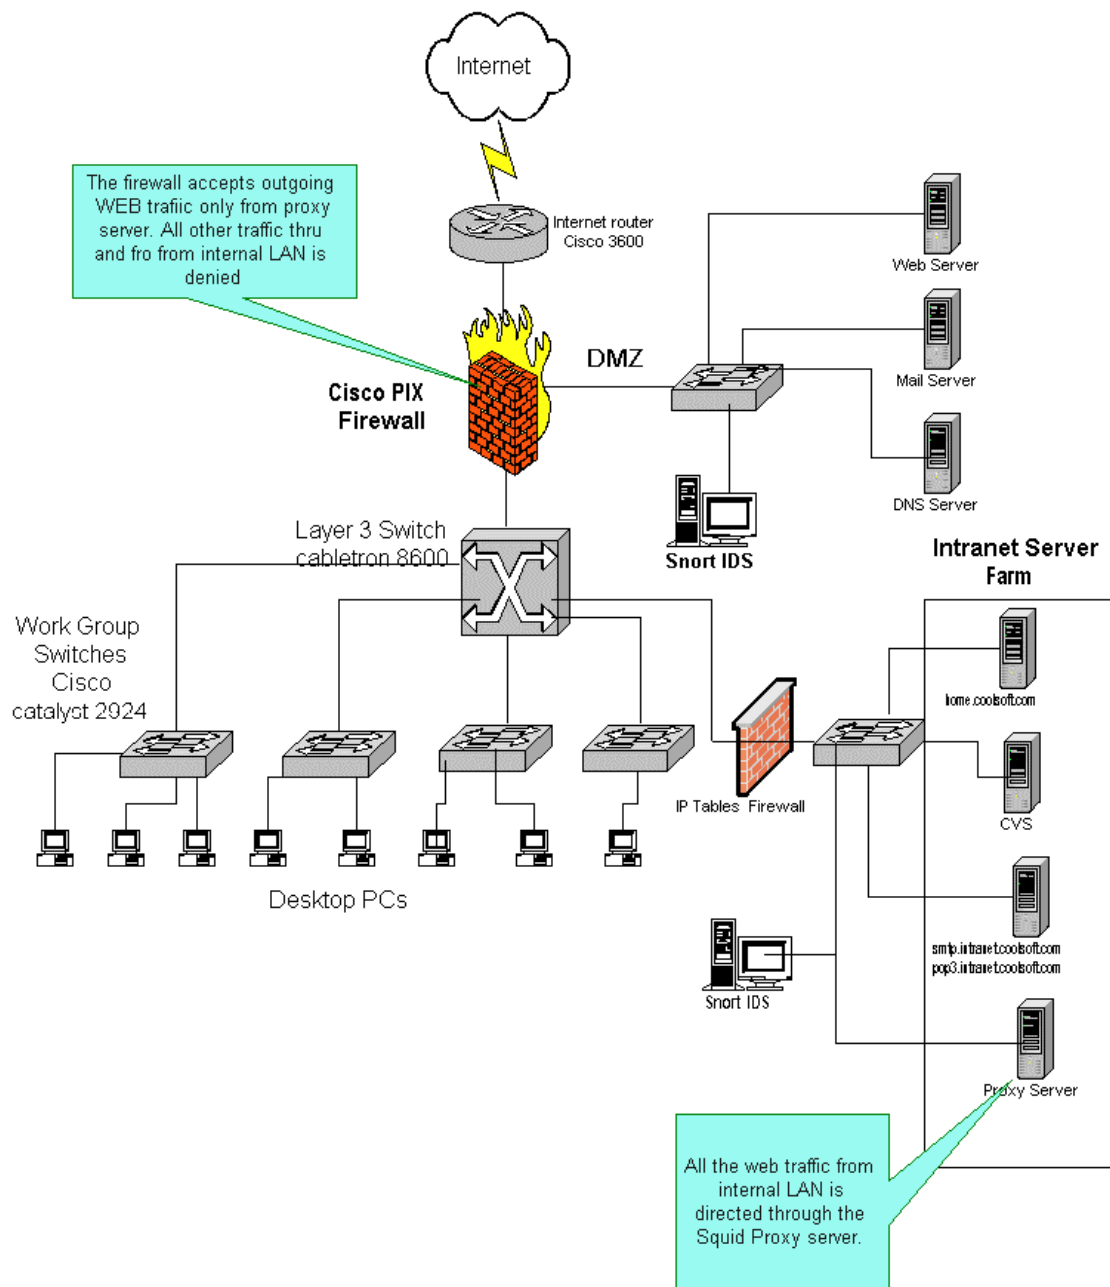 Internet
The firewall accepts outgoing
WEB trafiic only from proxy
server. All other traffic thru
and fro from internal LAN is
denied
Internet router
Cisco 3600
Web Server
DMZ
Mail Server
Cisco PIX
Firewall
DNS Server
Snort IDS
Layer 3 Switch
cabletron 8600
Intranet Server
Farm
Work Group
Switches
Cisco
catalyst 2924
home.coolsoft.com
IP Tables Firewall
CVS
Desktop PCs
smtp.intranet.coolsoft.com
pop3.intranet.coolsoft.com
Snort IDS
Proxy Server
All the web traffic from
internal LAN is
directed through the
Squid Proxy server.